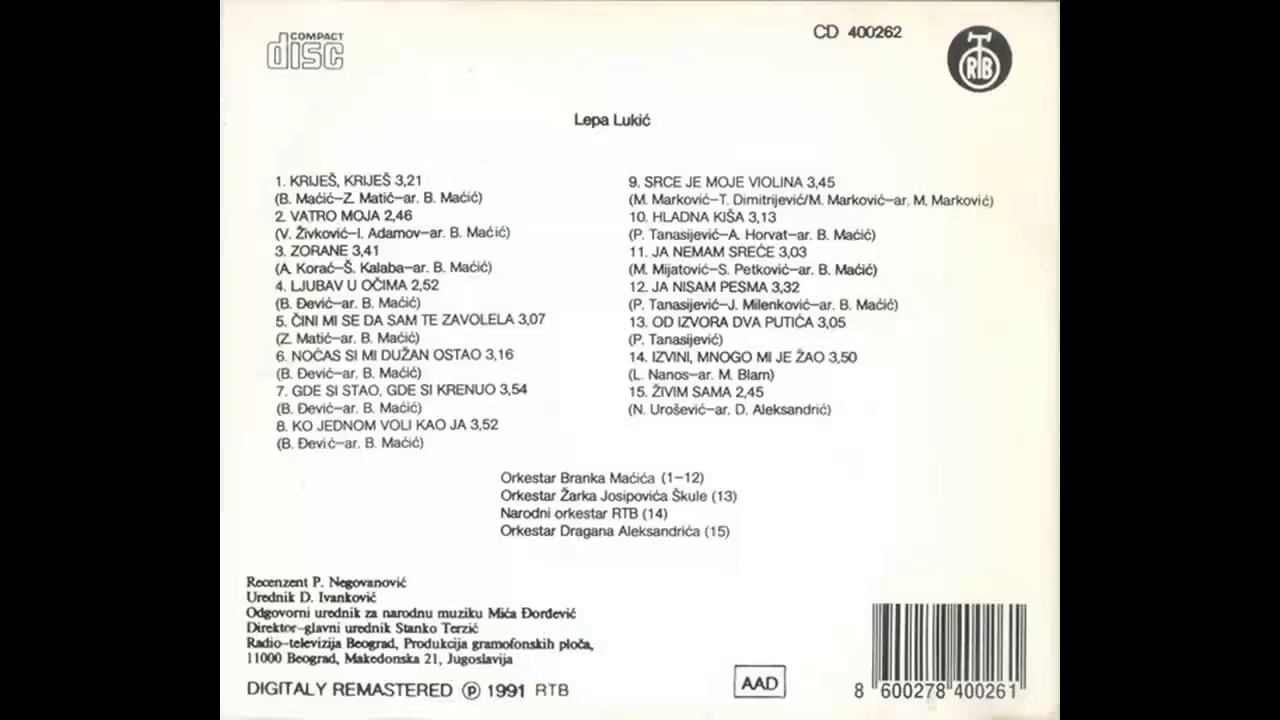 COMPACT
disc
CD 400262
RTB
Lepa Lukić
1. KRIJEŠ, KRIJEŠ 3,21
(B. Maćić–Z. Matić–ar. B. Maćić)
2. VATRO MOJA 2,46
(V. Živković–I. Adamov–ar. B. Maćić)
3. ZORANE 3,41
(A. Korać–Š. Kalaba–ar. B. Maćić)
4. LJUBAV U OČIMA 2,52
(B. Đević–ar. B. Maćić)
5. ČINI MI SE DA SAM TE ZAVOLELA 3,07
(Z. Matić–ar. B. Maćić)
6. NOĆAS SI MI DUŽAN OSTAO 3,16
(B. Đević–ar. B. Maćić)
7. GDE SI STAO, GDE SI KRENUO 3,54
(B. Đević–ar. B. Maćić)
8. KO JEDNOM VOLI KAO JA 3,52
(B. Đević–ar. B. Maćić)
9. SRCE JE MOJE VIOLINA 3,45
(M. Marković–T. Dimitrijević/M. Marković–ar. M. Marković)
10. HLADNA KIŠA 3,13
(P. Tanasijević–A. Horvat–ar. B. Maćić)
11. JA NEMAM SREĆE 3,03
(M. Mijatović–S. Petković–ar. B. Maćić)
12. JA NISAM PESMA 3,32
(P. Tanasijević–J. Milenković–ar. B. Maćić)
13. OD IZVORA DVA PUTIĆA 3,05
(P. Tanasijević)
14. IZVINI, MNOGO MI JE ŽAO 3,50
(L. Nanos–ar. M. Blam)
15. ŽIVIM SAMA 2,45
(N. Urošević–ar. D. Aleksandrić)
Orkestar Branka Maćića (1–12)
Orkestar Žarka Josipovića Škule (13)
Narodni orkestar RTB (14)
Orkestar Dragana Aleksandrića (15)
Recenzent P. Negovanović
Urednik D. Ivanković
Odgovorni urednik za narodnu muziku Mića Đorđević
Direktor–glavni urednik Stanko Terzić
Radio–televizija Beograd, Produkcija gramofonskih ploča,
11000 Beograd, Makedonska 21, Jugoslavija
DIGITALY REMASTERED ℗ 1991 RTB
AAD
8 600278 400261